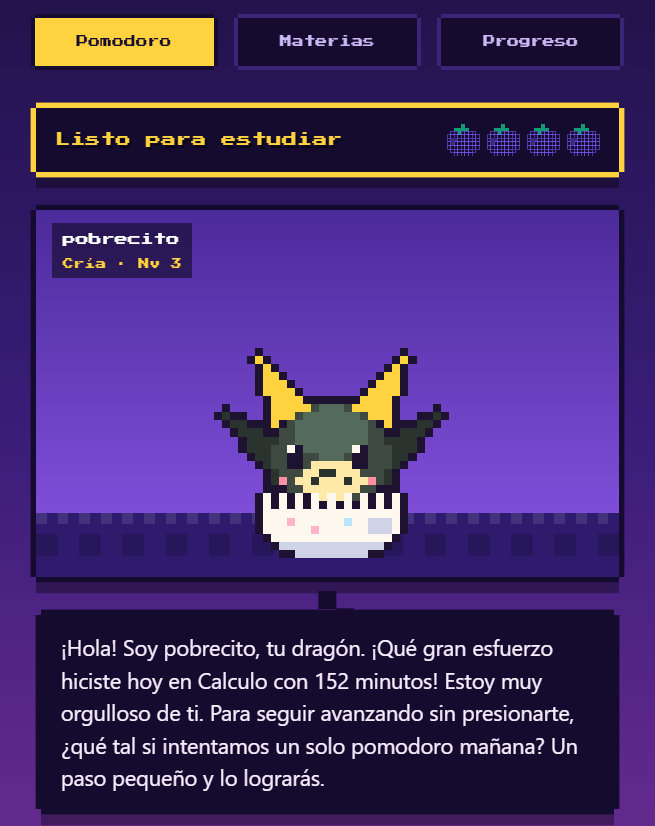 Pomodoro
Materias
Progreso
Listo para estudiar
pobrecito
Cría · Nv 3
¡Hola! Soy pobrecito, tu dragón. ¡Qué gran esfuerzo
hiciste hoy en Calculo con 152 minutos! Estoy muy
orgulloso de ti. Para seguir avanzando sin presionarte,
¿qué tal si intentamos un solo pomodoro mañana? Un
paso pequeño y lo lograrás.